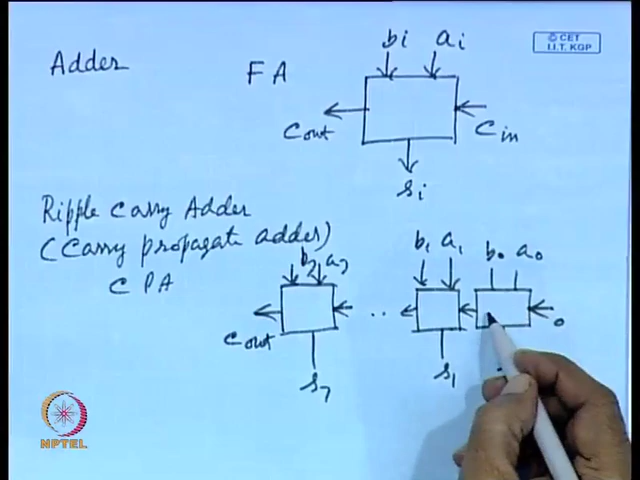 Adder
FA
bi ai
© CET
I.I.T. KGP
Cout
Cin
si
Ripple Carry Adder
(Carry propagate adder)
CPA
b7 a7
b1 a1
b0 a0
. .
Cout
0
s7
s1
NPTEL